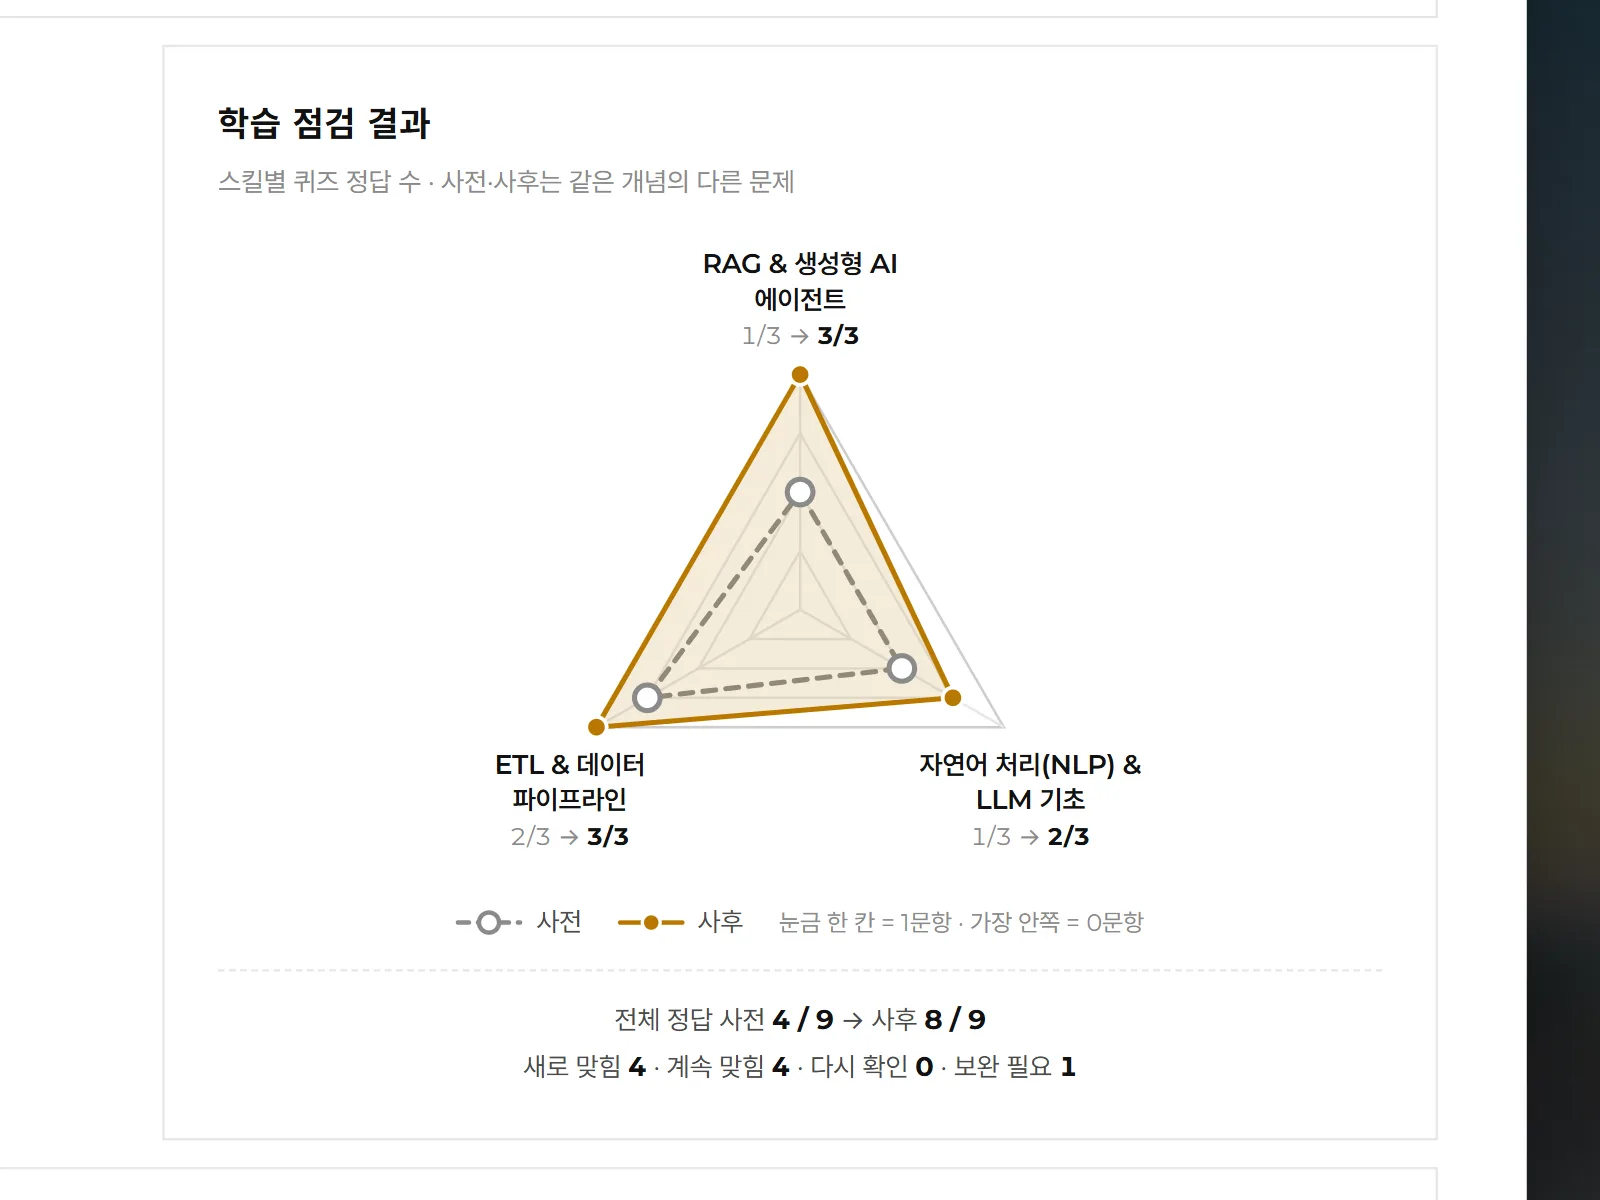 학습 점검 결과
스킬별 퀴즈 정답 수 · 사전·사후는 같은 개념의 다른 문제
RAG & 생성형 AI
에이전트
1/3 → 3/3
ETL & 데이터
파이프라인
2/3 → 3/3
자연어 처리(NLP) &
LLM 기초
1/3 → 2/3
사전 사후 눈금 한 칸 = 1문항 · 가장 안쪽 = 0문항
전체 정답 사전 4 / 9 → 사후 8 / 9
새로 맞힘 4 · 계속 맞힘 4 · 다시 확인 0 · 보완 필요 1